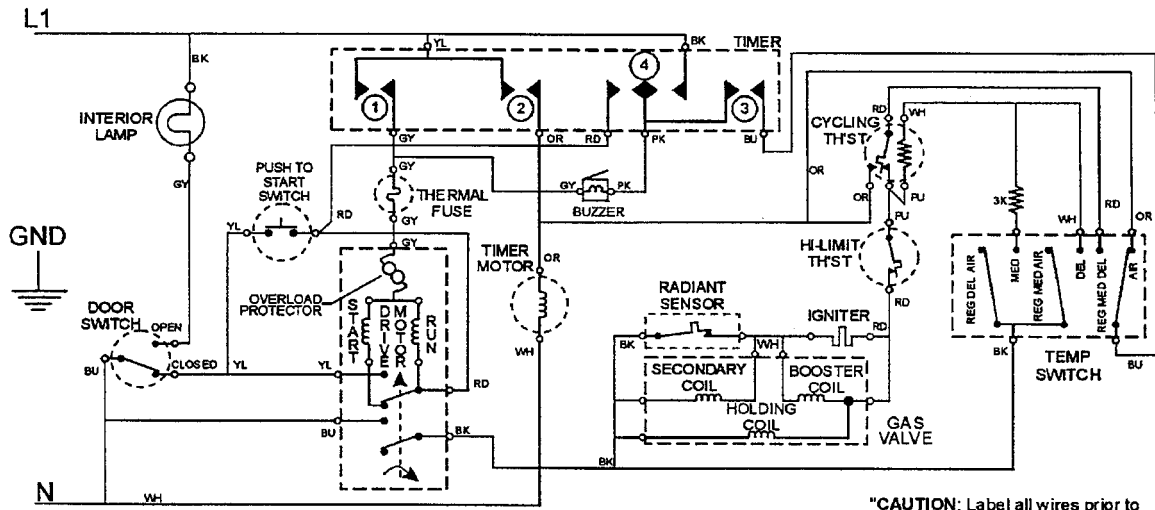 L1
BK
YL
BK
TIMER
4
1
2
3
INTERIOR
LAMP
GY
OR
RD
PK
BU
RD
WH
CYCLING
TH'ST
GY
PUSH TO
START
SWITCH
GY
THERMAL
FUSE
GY
PK
BUZZER
OR
OR
PU
3K
WH
RD
OR
RD
YL
GY
GY
PU
HI-LIMIT
TH'ST
GND
TIMER
MOTOR
OR
REG DEL AIR
MED
REG MED AIR
DEL
REG MED DEL
AIR
OVERLOAD
PROTECTOR
DOOR
SWITCH
OPEN
CLOSED
BU
START
DRIVE
MOTOR
RUN
RADIANT
SENSOR
IGNITER
RD
RD
BK
WH
WH
YL
YL
RD
BK
TEMP
SWITCH
BU
SECONDARY
COIL
BOOSTER
COIL
HOLDING
COIL
GAS
VALVE
BU
BK
BK
N
WH
"CAUTION: Label all wires prior to